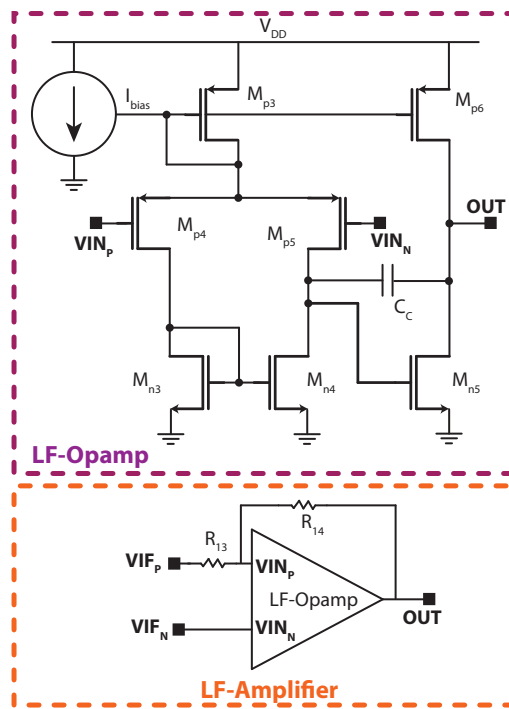 V_DD
I_bias
M_p3
M_p6
OUT
VIN_P
M_p4
M_p5
VIN_N
C_C
M_n3
M_n4
M_n5
LF-Opamp
R_14
R_13
VIF_P
VIN_P
LF-Opamp
OUT
VIF_N
VIN_N
LF-Amplifier